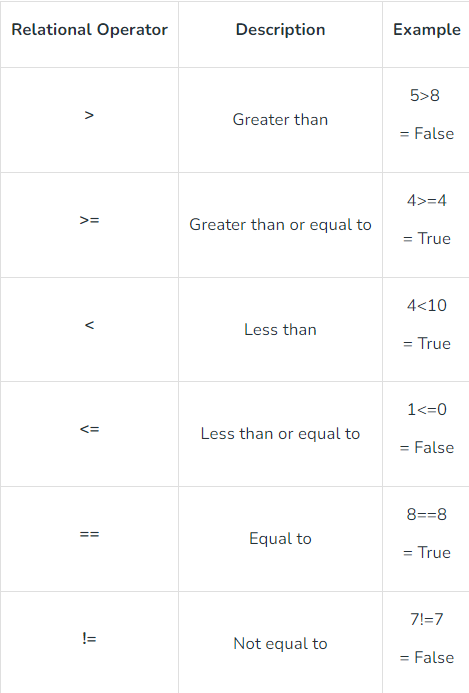 Relational Operator Description Example
> Greater than 5>8
= False
>= Greater than or equal to 4>=4
= True
< Less than 4<10
= True
<= Less than or equal to 1<=0
= False
== Equal to 8==8
= True
!= Not equal to 7!=7
= False